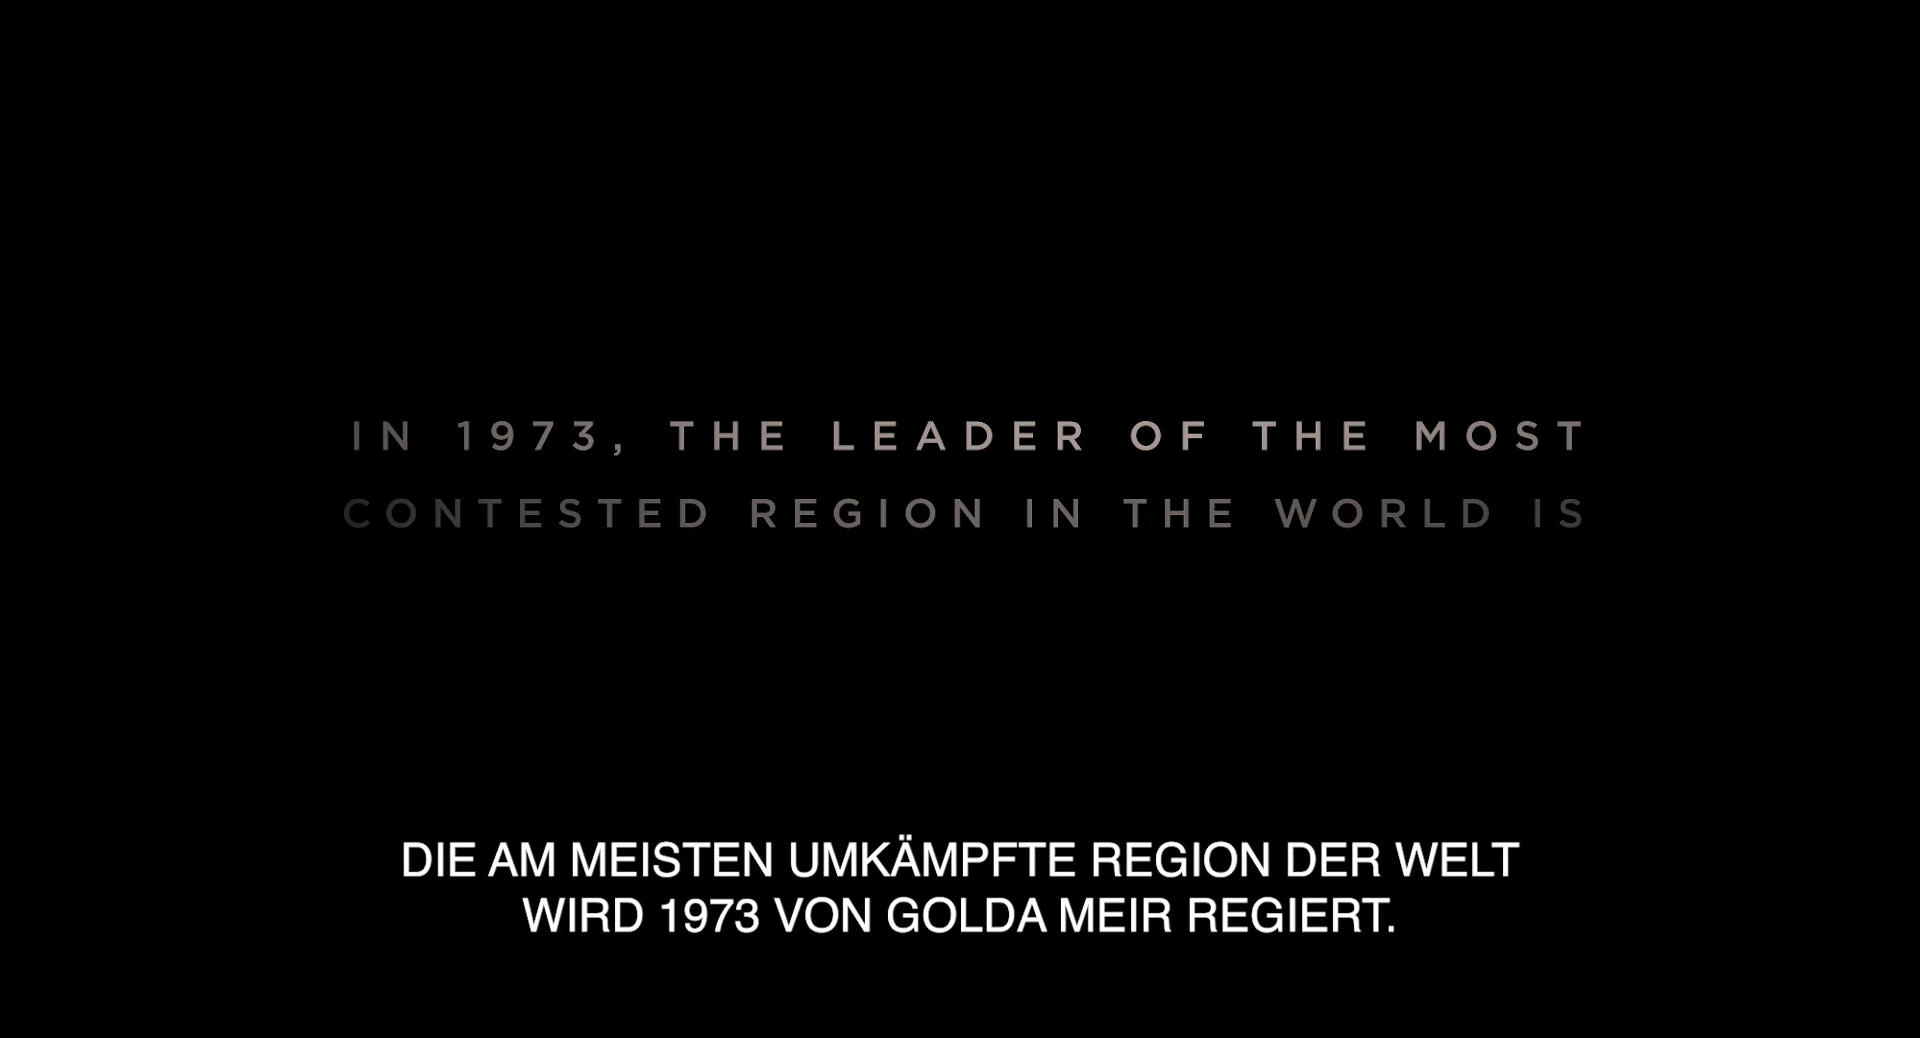 IN 1973, THE LEADER OF THE MOST
CONTESTED REGION IN THE WORLD IS
DIE AM MEISTEN UMKÄMPFTE REGION DER WELT
WIRD 1973 VON GOLDA MEIR REGIERT.